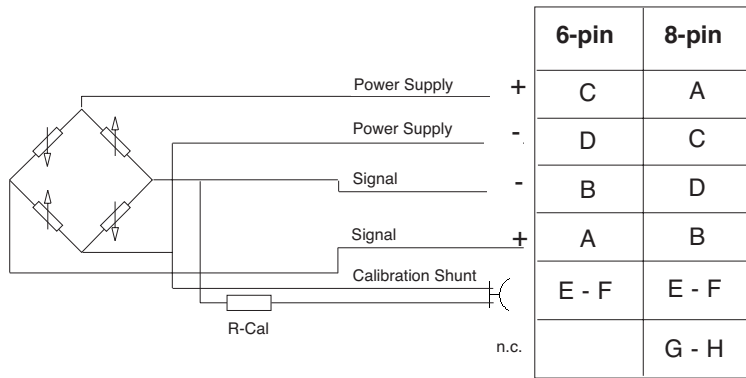 6-pin 8-pin
Power Supply + C A
Power Supply - D C
Signal - B D
Signal + A B
Calibration Shunt E - F E - F
R-Cal
n.c. G - H